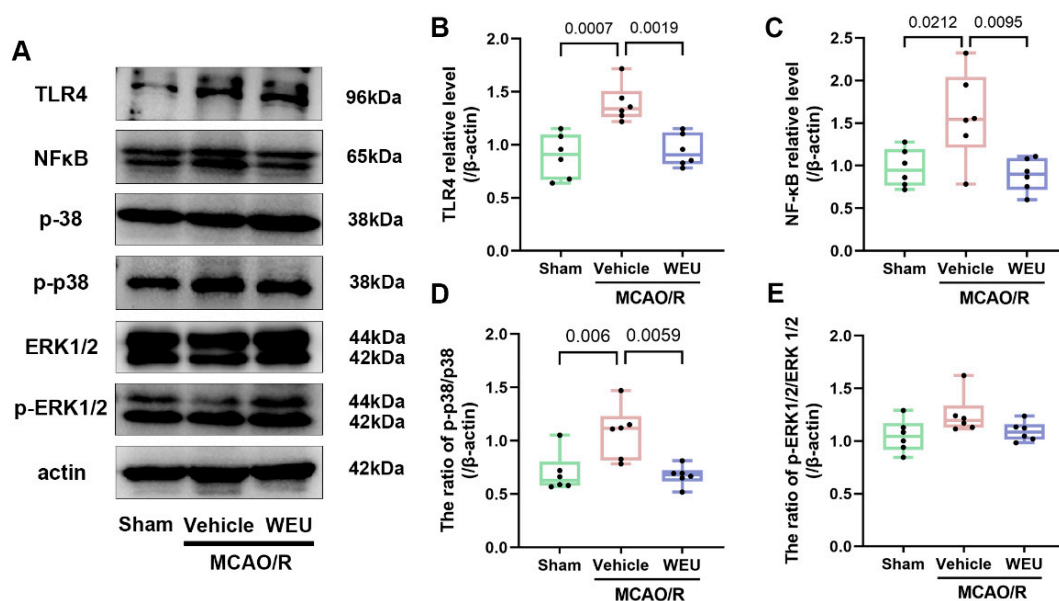 A
TLR4 96kDa
NFκB 65kDa
p-38 38kDa
p-p38 38kDa
ERK1/2 44kDa
42kDa
p-ERK1/2 44kDa
42kDa
actin 42kDa
Sham Vehicle WEU
MCAO/R
B
0.0007 0.0019
TLR4 relative level
(/β-actin)
2.0
1.5
1.0
0.5
0.0
Sham Vehicle WEU
MCAO/R
C
0.0212 0.0095
NF-κB relative level
(/β-actin)
2.5
2.0
1.5
1.0
0.5
0.0
Sham Vehicle WEU
MCAO/R
D
0.006 0.0059
The ratio of p-p38/p38
(/β-actin)
2.0
1.5
1.0
0.5
0.0
Sham Vehicle WEU
MCAO/R
E
The ratio of p-ERK1/2/ERK 1/2
(/β-actin)
2.0
1.5
1.0
0.5
0.0
Sham Vehicle WEU
MCAO/R